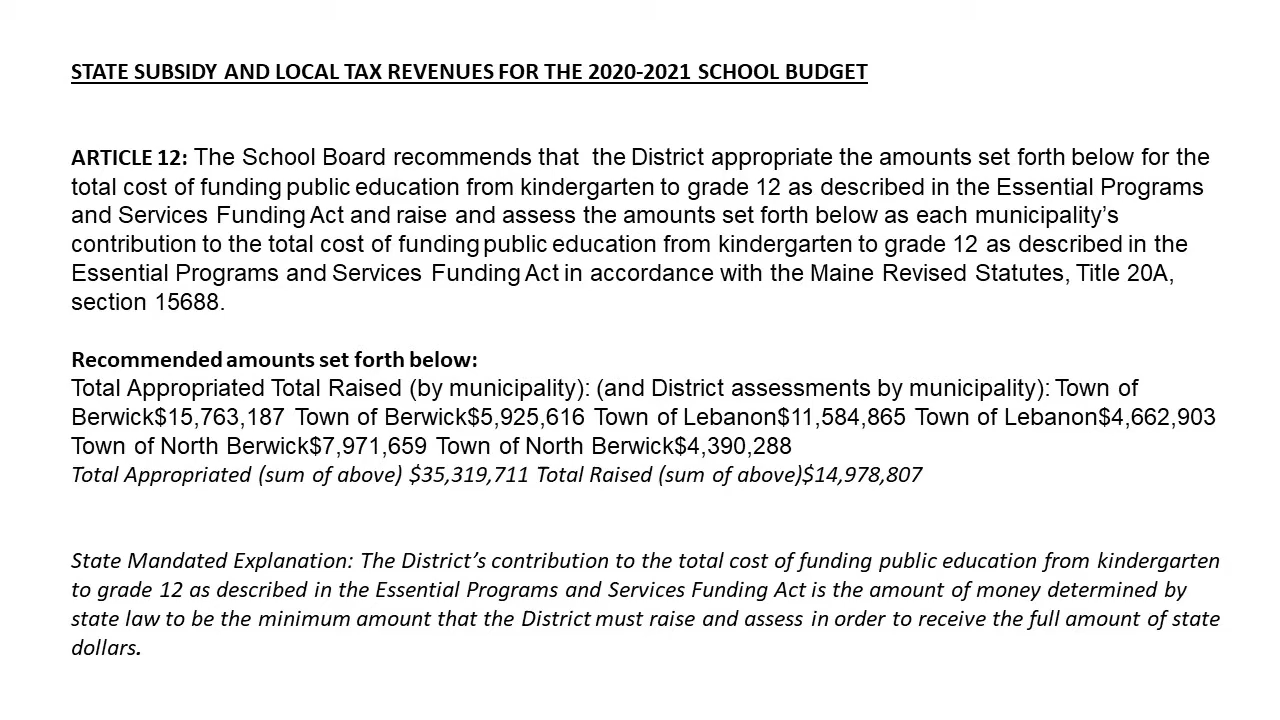 STATE SUBSIDY AND LOCAL TAX REVENUES FOR THE 2020-2021 SCHOOL BUDGET
ARTICLE 12: The School Board recommends that the District appropriate the amounts set forth below for the
total cost of funding public education from kindergarten to grade 12 as described in the Essential Programs
and Services Funding Act and raise and assess the amounts set forth below as each municipality’s
contribution to the total cost of funding public education from kindergarten to grade 12 as described in the
Essential Programs and Services Funding Act in accordance with the Maine Revised Statutes, Title 20A,
section 15688.
Recommended amounts set forth below:
Total Appropriated Total Raised (by municipality): (and District assessments by municipality): Town of
Berwick$15,763,187 Town of Berwick$5,925,616 Town of Lebanon$11,584,865 Town of Lebanon$4,662,903
Town of North Berwick$7,971,659 Town of North Berwick$4,390,288
Total Appropriated (sum of above) $35,319,711 Total Raised (sum of above)$14,978,807
State Mandated Explanation: The District’s contribution to the total cost of funding public education from kindergarten
to grade 12 as described in the Essential Programs and Services Funding Act is the amount of money determined by
state law to be the minimum amount that the District must raise and assess in order to receive the full amount of state
dollars.